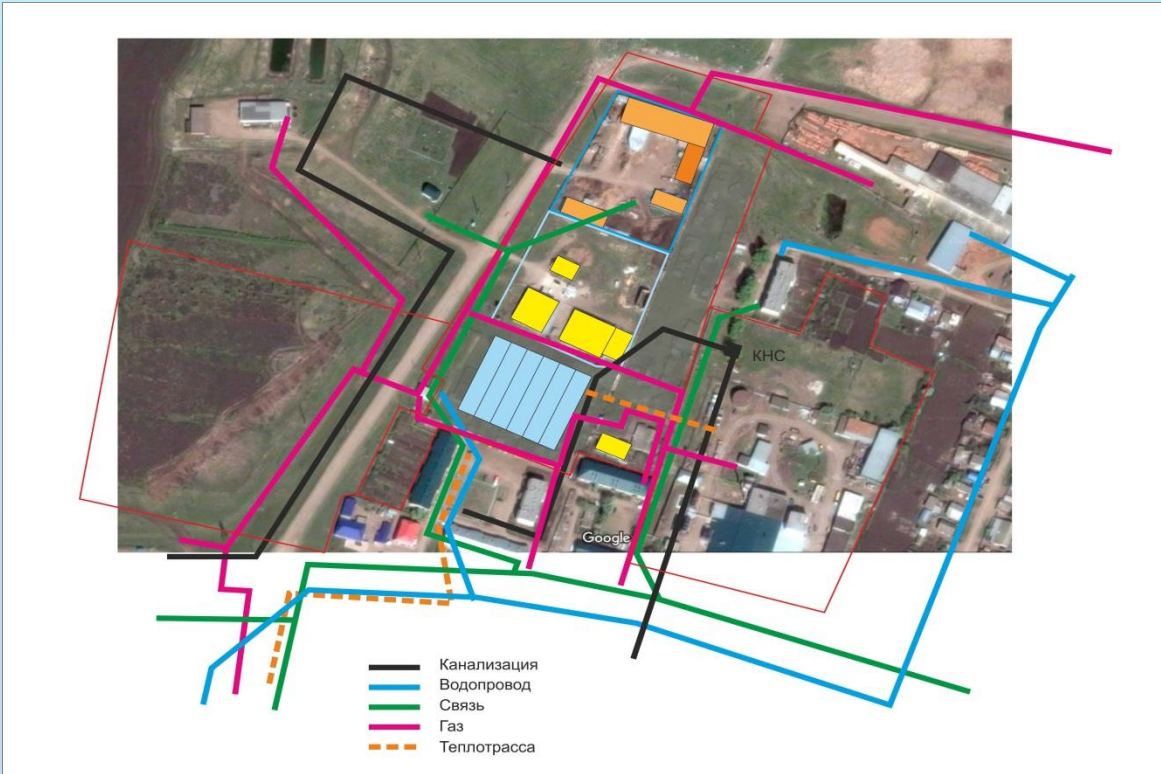 КНС
Google
Канализация
Водопровод
Связь
Газ
Теплотрасса